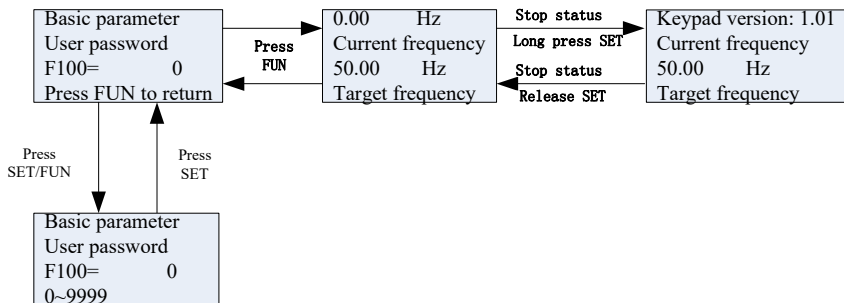 Basic parameter
User password
F100= 0
Press FUN to return
Press
FUN
0.00 Hz
Current frequency
50.00 Hz
Target frequency
Stop status
Long press SET
Stop status
Release SET
Keypad version: 1.01
Current frequency
50.00 Hz
Target frequency
Press
SET/FUN
Press
SET
Basic parameter
User password
F100= 0
0~9999